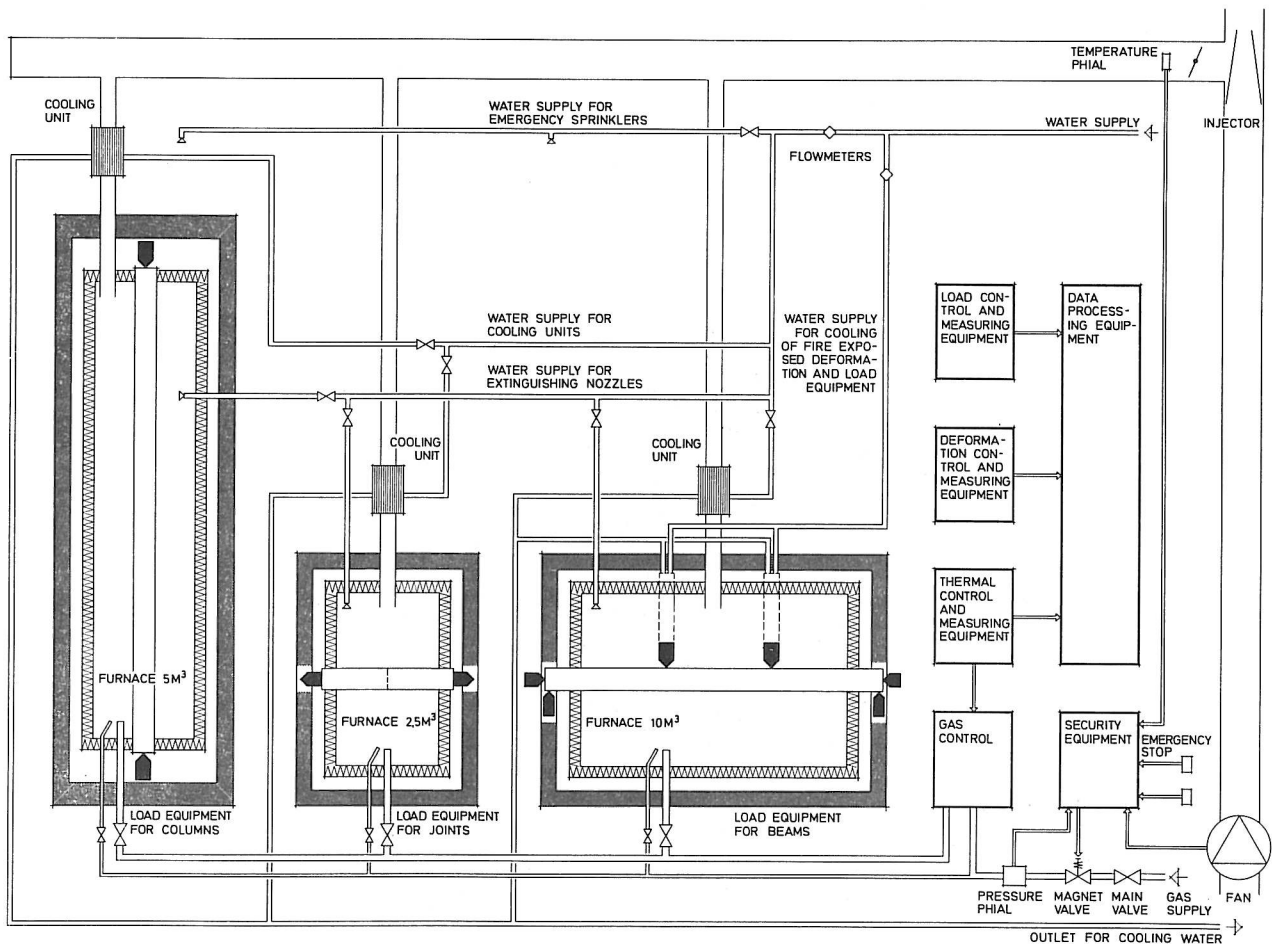 TEMPERATURE
PHIAL
COOLING
UNIT
WATER SUPPLY FOR
EMERGENCY SPRINKLERS
WATER SUPPLY
INJECTOR
FLOWMETERS
WATER SUPPLY FOR
COOLING UNITS
WATER SUPPLY
FOR COOLING
OF FIRE EXPO-
SED DEFORMA-
TION AND LOAD
EQUIPMENT
LOAD CON-
TROL AND
MEASURING
EQUIPMENT
DATA
PROCESS-
ING EQUIP-
MENT
WATER SUPPLY FOR
EXTINGUISHING NOZZLES
COOLING
UNIT
COOLING
UNIT
DEFORMA-
TION CON-
TROL AND
MEASURING
EQUIPMENT
THERMAL
CONTROL
AND
MEASURING
EQUIPMENT
FURNACE 5M³
FURNACE 2,5M³
FURNACE 10M³
GAS
CONTROL
SECURITY
EQUIPMENT
EMERGENCY
STOP
LOAD EQUIPMENT
FOR COLUMNS
LOAD EQUIPMENT
FOR JOINTS
LOAD EQUIPMENT
FOR BEAMS
PRESSURE
PHIAL
MAGNET
VALVE
MAIN
VALVE
GAS
SUPPLY
FAN
OUTLET FOR COOLING WATER